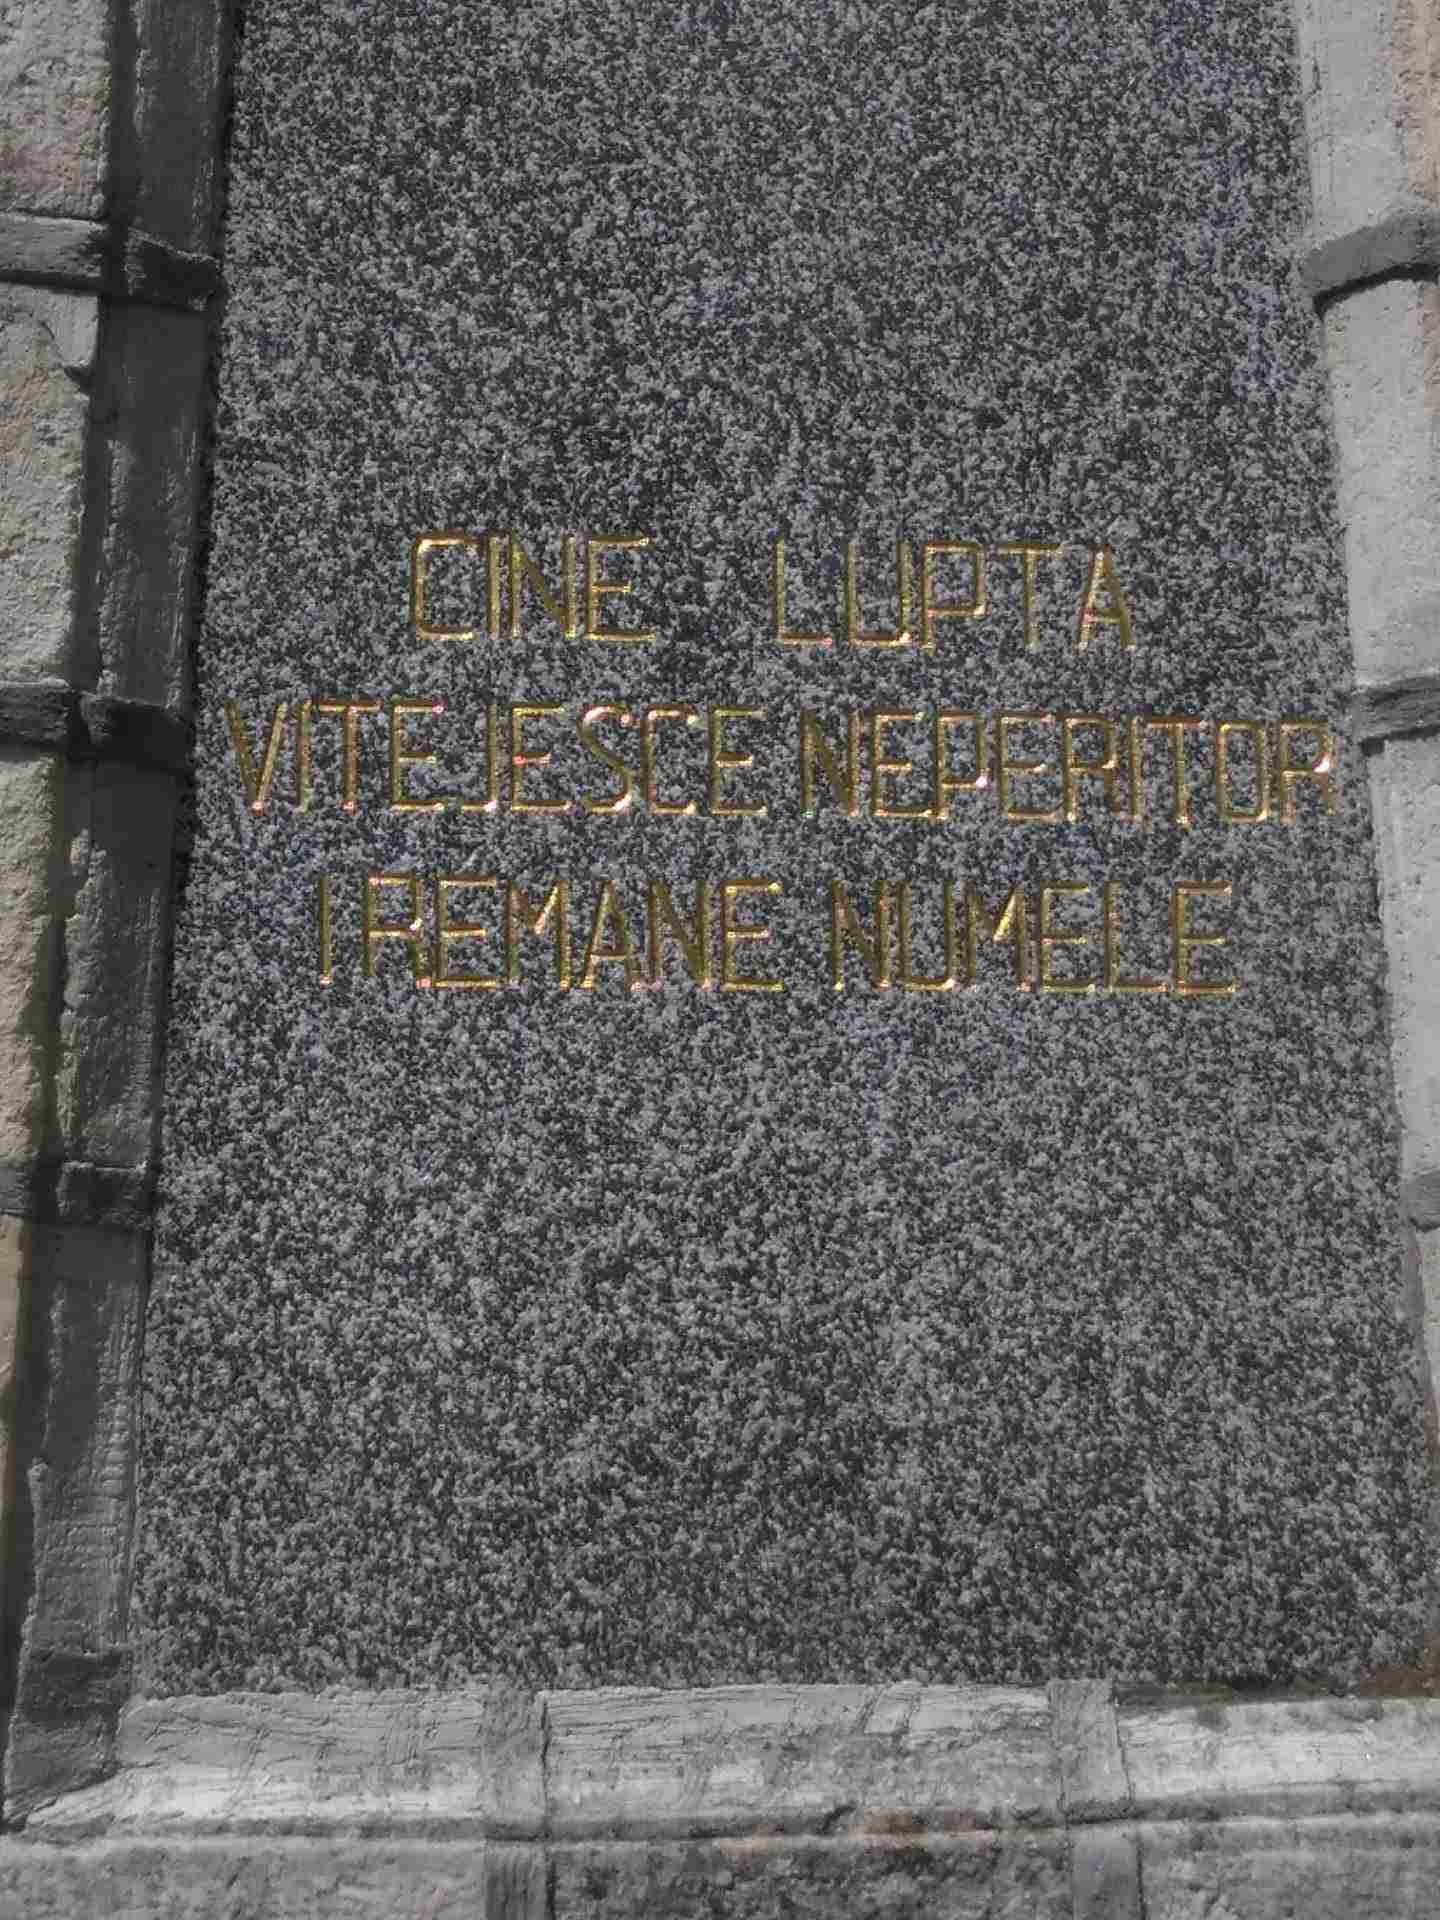 CINE LUPTA
VITEJESCE NEPERITOR
I REMANE NUMELE